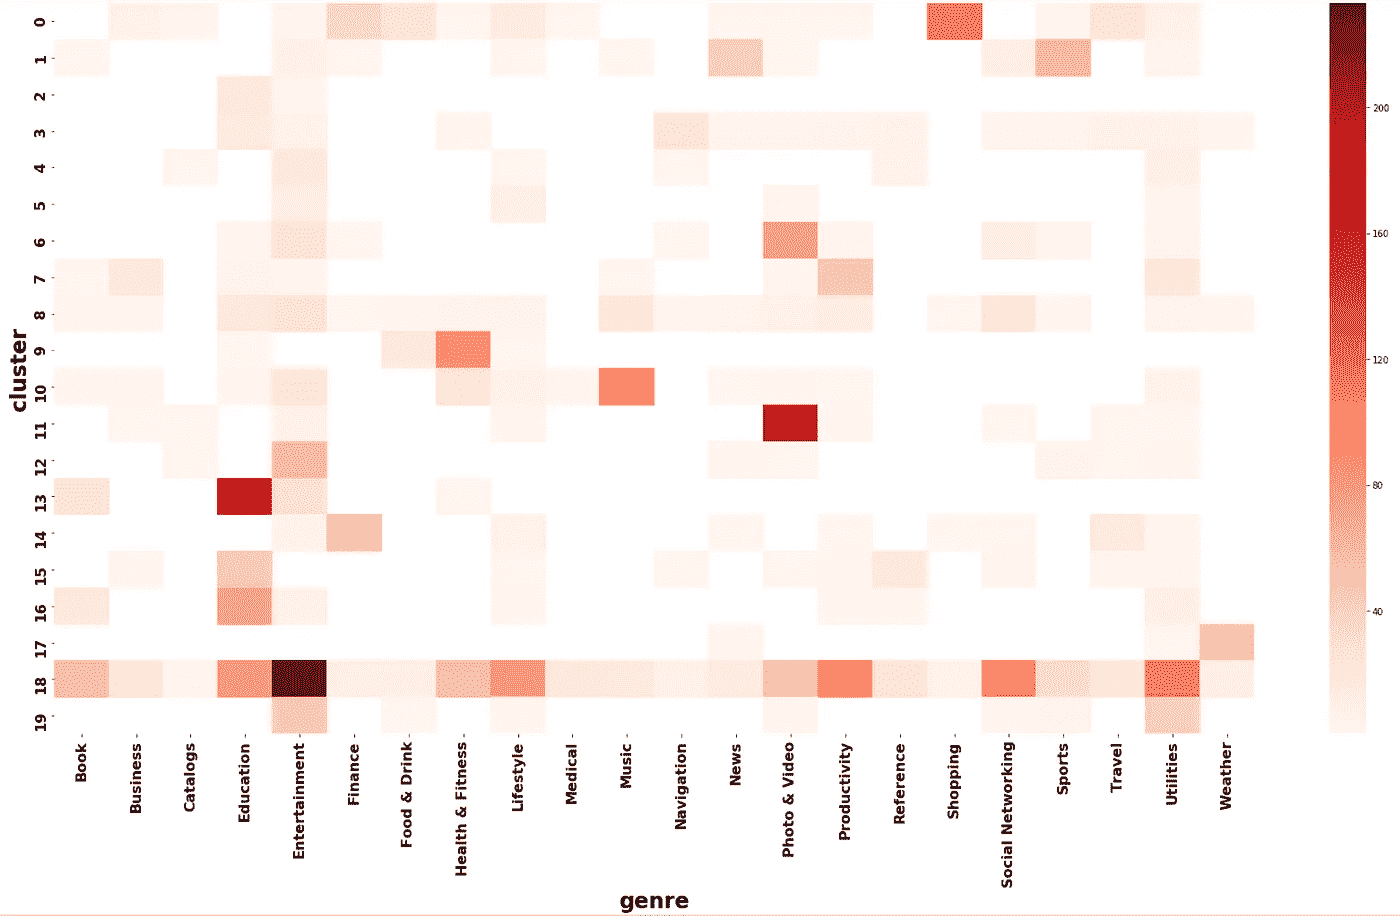 0
1
2
3
4
5
6
7
8
9
10
11
12
13
14
15
16
17
18
19
cluster
Book
Business
Catalogs
Education
Entertainment
Finance
Food & Drink
Health & Fitness
Lifestyle
Medical
Music
Navigation
News
Photo & Video
Productivity
Reference
Shopping
Social Networking
Sports
Travel
Utilities
Weather
genre
200
160
120
80
40